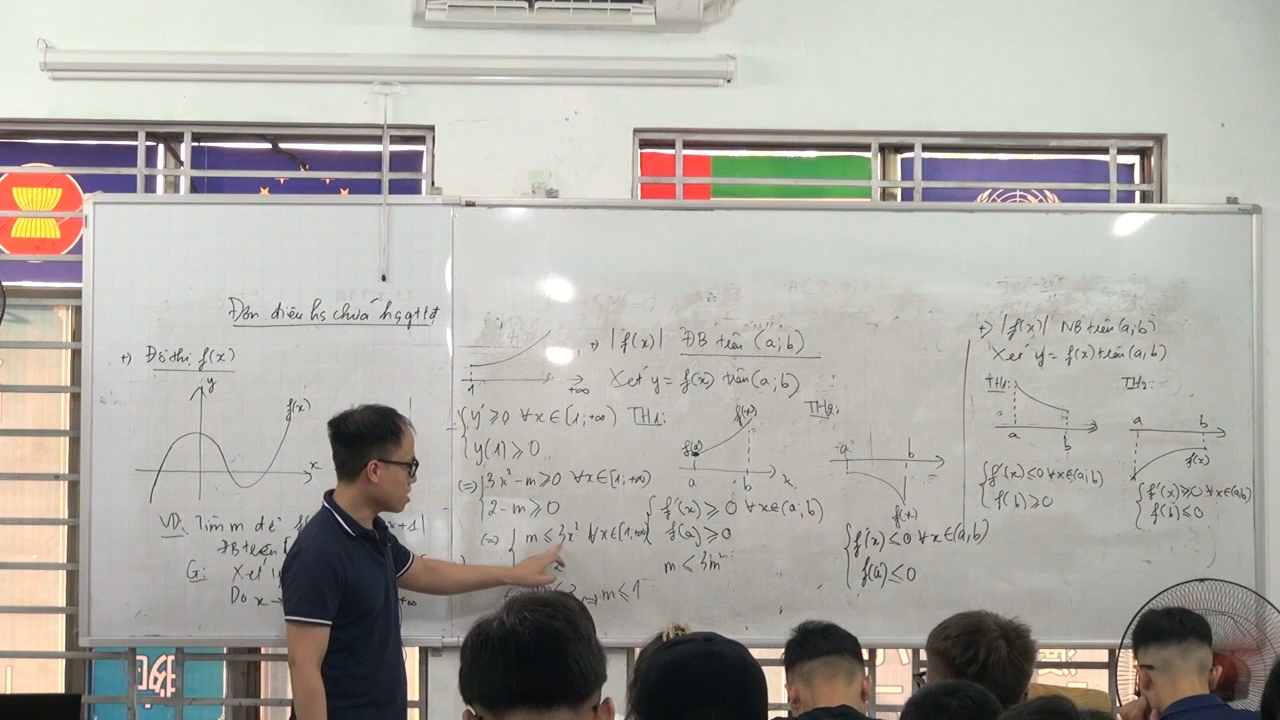 Đơn điệu hs chứa hsgttđ
+) Đồ thị f(x)
y
f(x)
x
VD: Tìm m để
x+1|
ĐB trên [
G: Xét
Do x →
+∞
1
+∞
{ y' ≥ 0 ∀x∈[1;+∞)
y(1) ≥ 0
(=) { 3x² - m ≥ 0 ∀x∈[1;+∞)
2 - m ≥ 0
(=) { m ≤ 3x² ∀x∈[1;+∞)
m ≤ 1
+) |f(x)| ĐB trên (a;b)
Xét y = f(x) trên (a;b)
TH1:
f(a)
f(x)
a
b
x
{ f'(x) ≥ 0 ∀x∈(a;b)
f(a) ≥ 0
m ≤ 3m²
TH2:
a
b
f(x)
{ f'(x) ≤ 0 ∀x∈(a;b)
f(a) ≤ 0
+) |f(x)| NB trên (a;b)
Xét y = f(x) trên (a;b)
TH1:
a
b
{ f'(x) ≤ 0 ∀x∈(a;b)
f(b) ≥ 0
TH2:
a
b
f(x)
{ f'(x) ≥ 0 ∀x∈(a;b)
f(b) ≤ 0